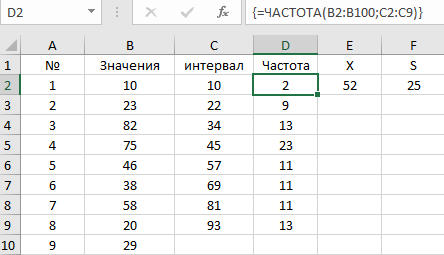 D2 {=ЧАСТОТА(B2:B100;C2:C9)}
A B C D E F
1 № Значения интервал Частота X S
2 1 10 10 2 52 25
3 2 23 22 9
4 3 82 34 13
5 4 75 45 23
6 5 46 57 11
7 6 38 69 11
8 7 58 81 11
9 8 20 93 13
10 9 29